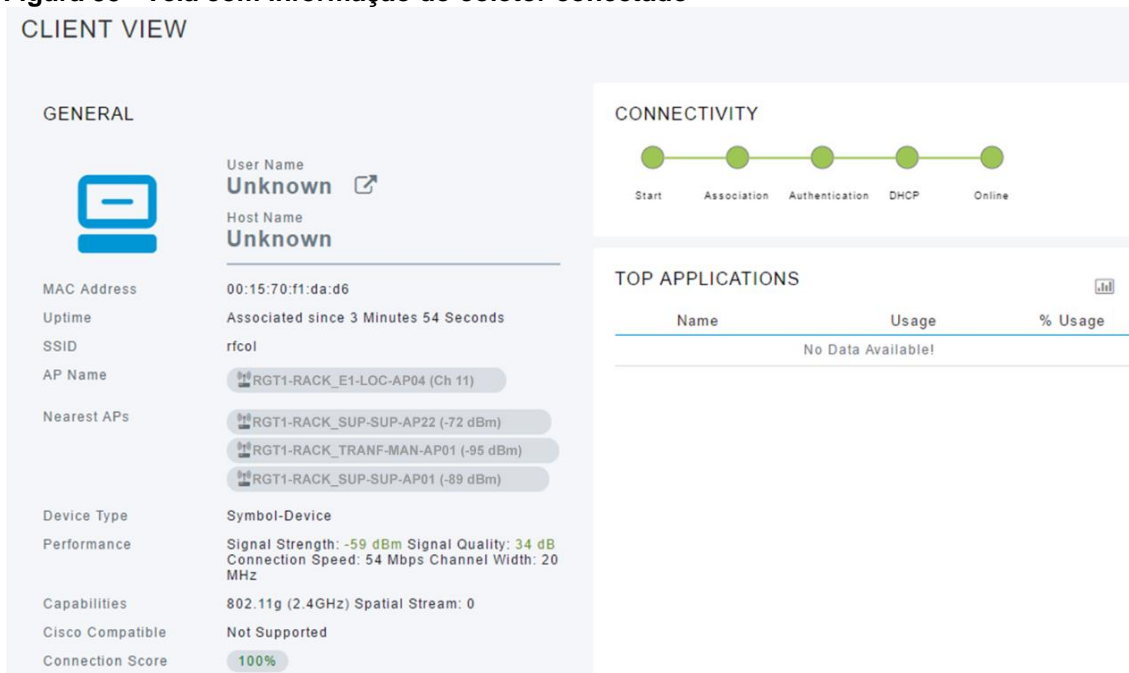 CLIENT VIEW
GENERAL
User Name
Unknown
Host Name
Unknown
MAC Address 00:15:70:f1:da:d6
Uptime Associated since 3 Minutes 54 Seconds
SSID rfcol
AP Name RGT1-RACK_E1-LOC-AP04 (Ch 11)
Nearest APs RGT1-RACK_SUP-SUP-AP22 (-72 dBm)
RGT1-RACK_TRANF-MAN-AP01 (-95 dBm)
RGT1-RACK_SUP-SUP-AP01 (-89 dBm)
Device Type Symbol-Device
Performance Signal Strength: -59 dBm Signal Quality: 34 dB
Connection Speed: 54 Mbps Channel Width: 20
MHz
Capabilities 802.11g (2.4GHz) Spatial Stream: 0
Cisco Compatible Not Supported
Connection Score 100%
CONNECTIVITY
Start Association Authentication DHCP Online
TOP APPLICATIONS
Name Usage % Usage
No Data Available!